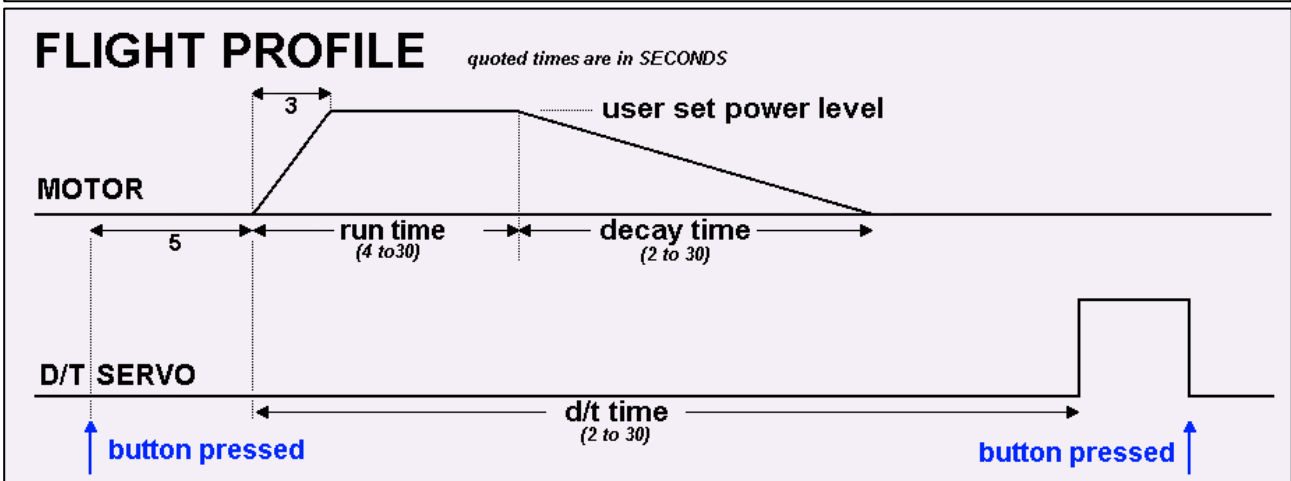 FLIGHT PROFILE
quoted times are in SECONDS
3
user set power level
MOTOR
5
run time
(4 to30)
decay time
(2 to 30)
D/T SERVO
d/t time
(2 to 30)
button pressed
button pressed